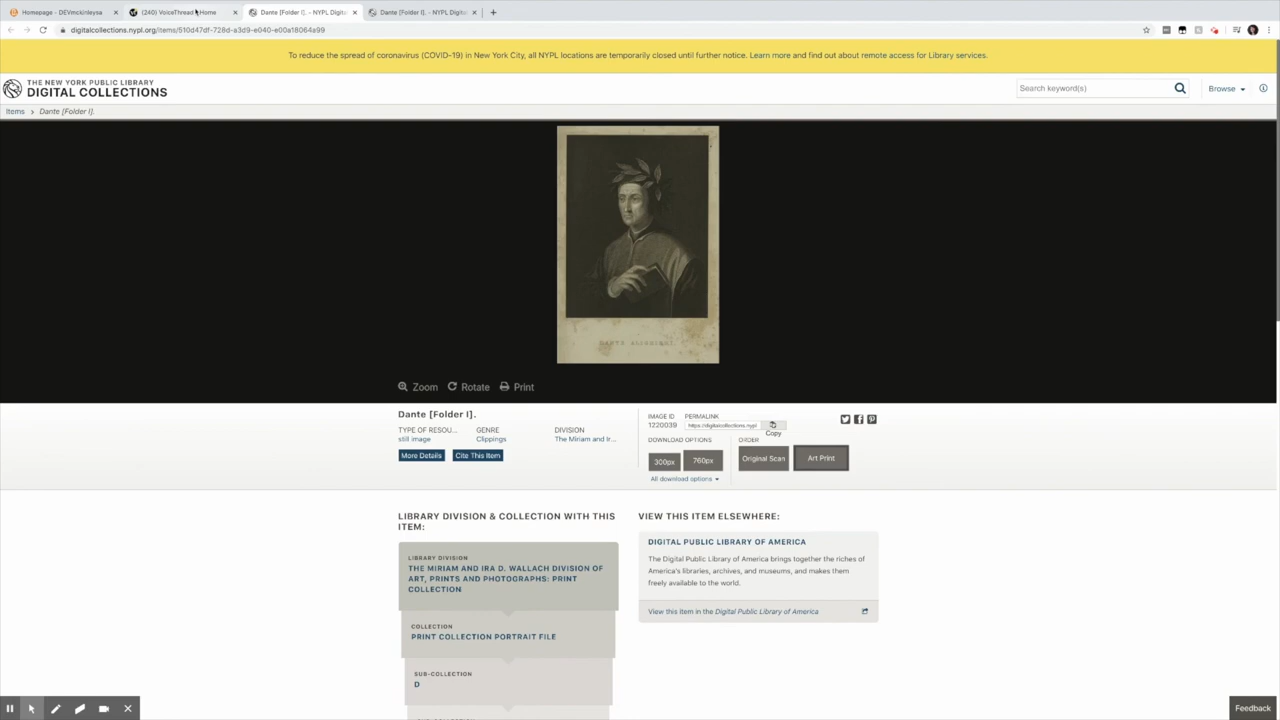 Homepage - DEVmckinleysa
(240) VoiceThread - Home
Dante [Folder I]. - NYPL Digita
Dante [Folder I]. - NYPL Digita
digitalcollections.nypl.org/items/510d47df-728d-a3d9-e040-e00a18064a99
To reduce the spread of coronavirus (COVID-19) in New York City, all NYPL locations are temporarily closed until further notice. Learn more and find out about remote access for Library services.
THE NEW YORK PUBLIC LIBRARY
DIGITAL COLLECTIONS
Search keyword(s)
Browse
Items > Dante [Folder I].
DANTE ALIGHIERI.
Zoom Rotate Print
Dante [Folder I].
TYPE OF RESOU...
still image
GENRE
Clippings
DIVISION
The Miriam and Ir...
More Details
Cite This Item
IMAGE ID
1220039
PERMALINK
https://digitalcollections.nypl
Copy
DOWNLOAD OPTIONS
300px
760px
All download options
ORDER
Original Scan
Art Print
LIBRARY DIVISION & COLLECTION WITH THIS
ITEM:
LIBRARY DIVISION
THE MIRIAM AND IRA D. WALLACH DIVISION OF
ART, PRINTS AND PHOTOGRAPHS: PRINT
COLLECTION
COLLECTION
PRINT COLLECTION PORTRAIT FILE
SUB-COLLECTION
D
VIEW THIS ITEM ELSEWHERE:
DIGITAL PUBLIC LIBRARY OF AMERICA
The Digital Public Library of America brings together the riches of
America's libraries, archives, and museums, and makes them
freely available to the world.
View this item in the Digital Public Library of America
Feedback